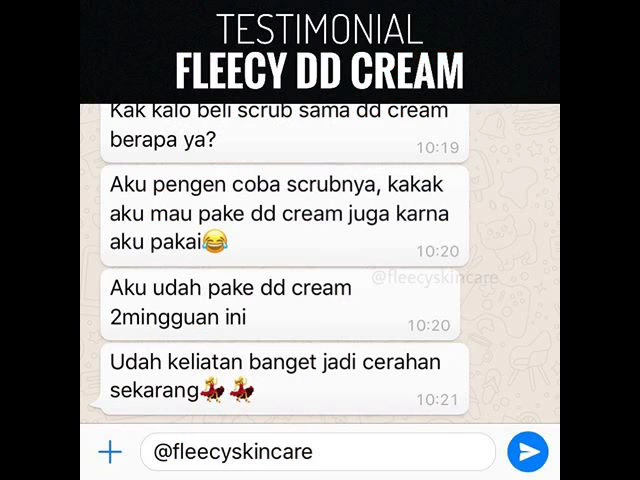 TESTIMONIAL
FLEECY DD CREAM
Kak kalo beli scrub sama dd cream
berapa ya?
10:19
Aku pengen coba scrubnya, kakak
aku mau pake dd cream juga karna
aku pakai😂
10:20
@fleecyskincare
Aku udah pake dd cream
2mingguan ini
10:20
Udah keliatan banget jadi cerahan
sekarang💃💃
10:21
@fleecyskincare